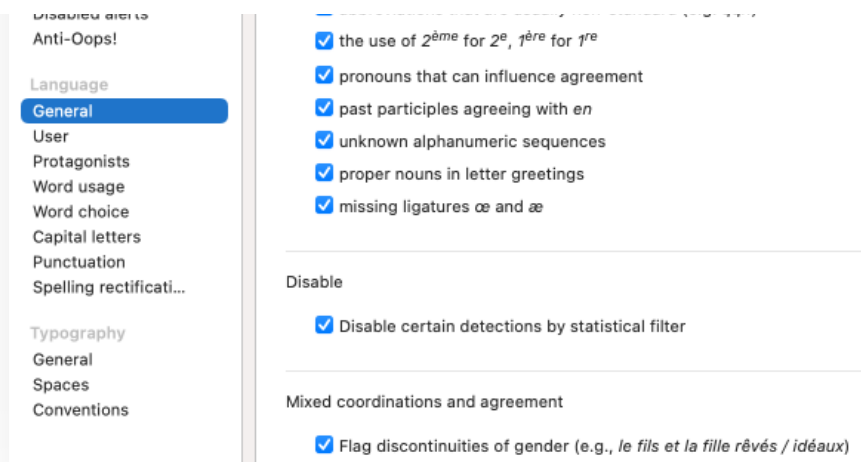 Disabled alerts
Anti-Oops!
Language
General
User
Protagonists
Word usage
Word choice
Capital letters
Punctuation
Spelling rectificati...
Typography
General
Spaces
Conventions
the use of 2ème for 2e, 1ère for 1re
pronouns that can influence agreement
past participles agreeing with en
unknown alphanumeric sequences
proper nouns in letter greetings
missing ligatures œ and æ
Disable
Disable certain detections by statistical filter
Mixed coordinations and agreement
Flag discontinuities of gender (e.g., le fils et la fille rêvés / idéaux)